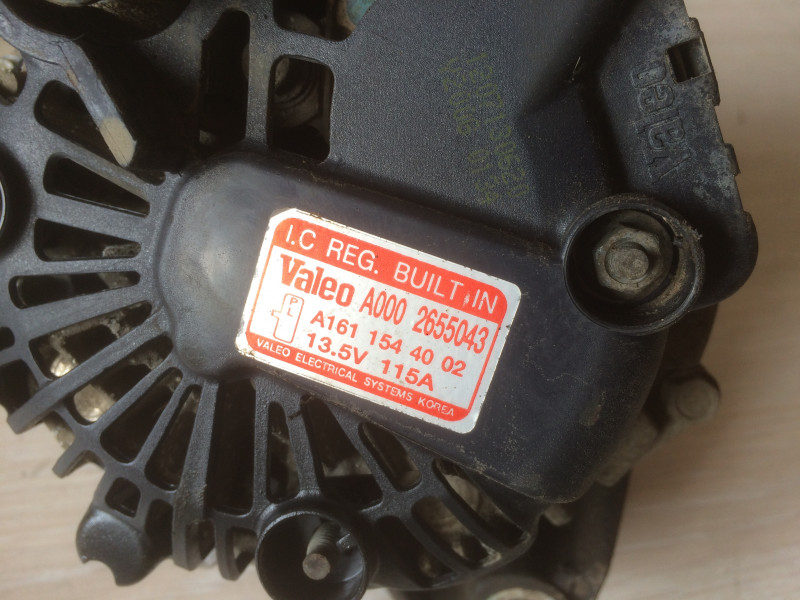 I.C REG. BUILT IN
Valeo A000 2655043
P
L
A161 154 40 02
13.5V 115A
VALEO ELECTRICAL SYSTEMS KOREA
Valeo